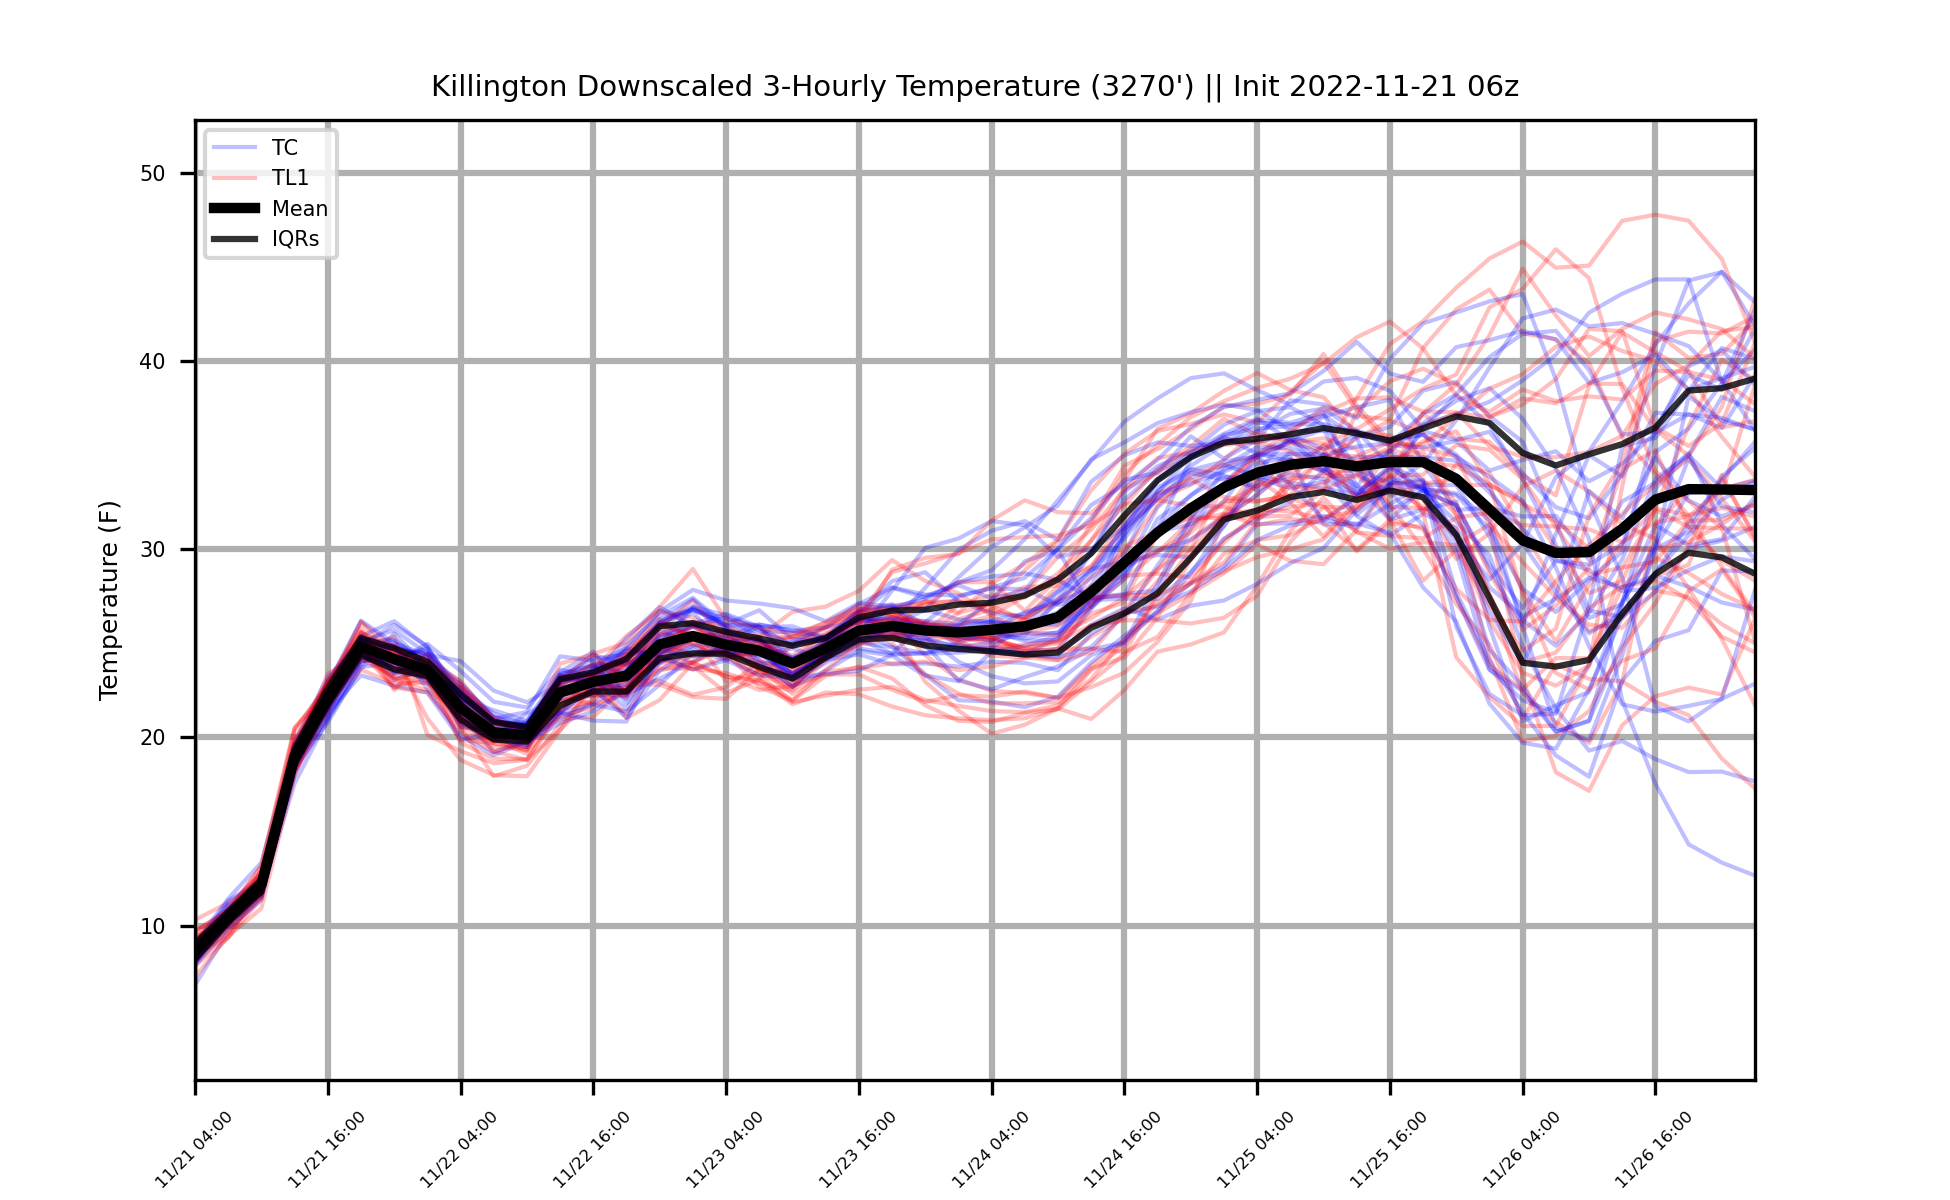 Killington Downscaled 3-Hourly Temperature (3270') || Init 2022-11-21 06z
TC
TL1
Mean
IQRs
Temperature (F)
50
40
30
20
10
11/21 04:00
11/21 16:00
11/22 04:00
11/22 16:00
11/23 04:00
11/23 16:00
11/24 04:00
11/24 16:00
11/25 04:00
11/25 16:00
11/26 04:00
11/26 16:00